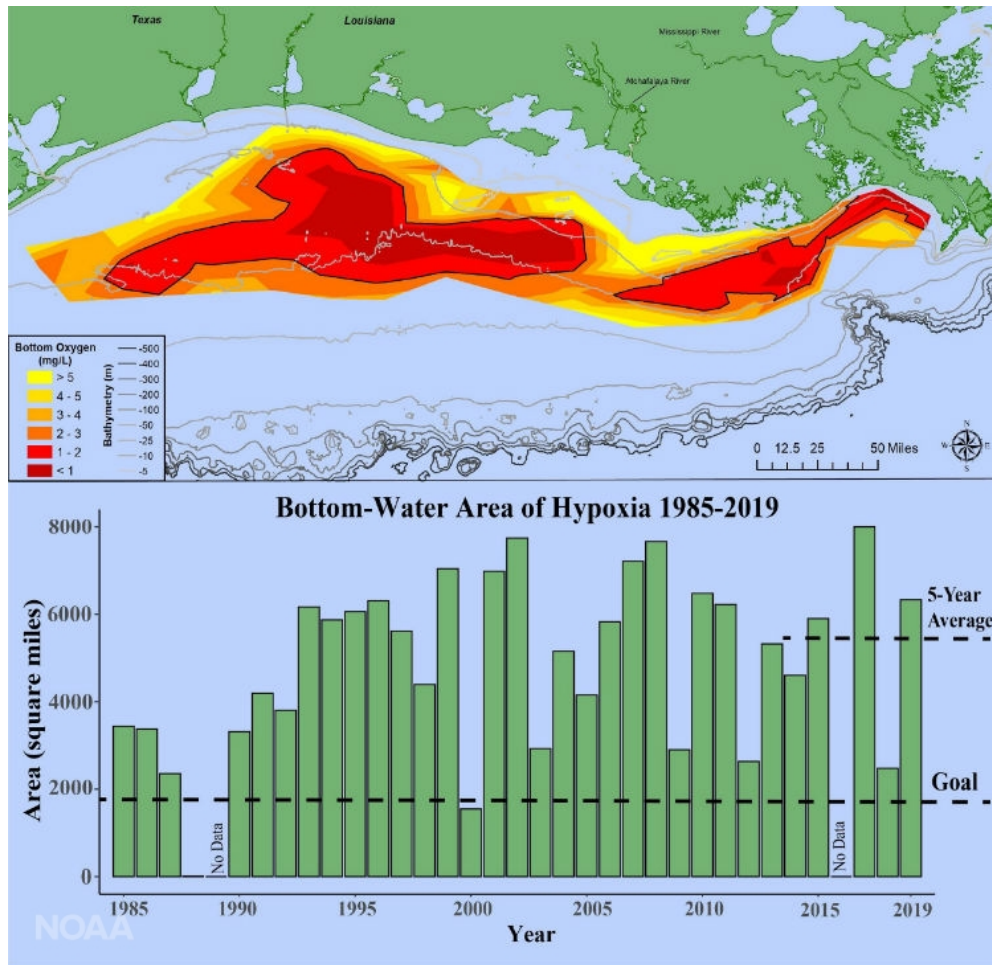 Texas
Louisiana
Mississippi River
Atchafalaya River
Bottom Oxygen
(mg/L)
> 5
4 - 5
3 - 4
2 - 3
1 - 2
< 1
Bathymetry (m)
-500
-400
-300
-200
-100
-50
-25
-10
-5
0 12.5 25 50 Miles
N
W E
S
Bottom-Water Area of Hypoxia 1985-2019
Area (square miles)
8000
6000
4000
2000
0
5-Year
Average
Goal
No Data
No Data
1985 1990 1995 2000 2005 2010 2015 2019
Year
NOAA